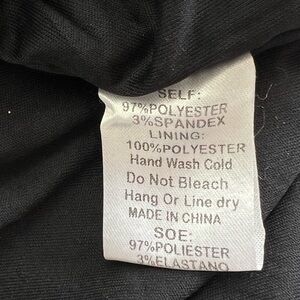 SELF:
97%POLYESTER
3%SPANDEX
LINING:
100%POLYESTER
Hand Wash Cold
Do Not Bleach
Hang Or Line dry
MADE IN CHINA
SOE:
97%POLIESTER
3%ELASTANO